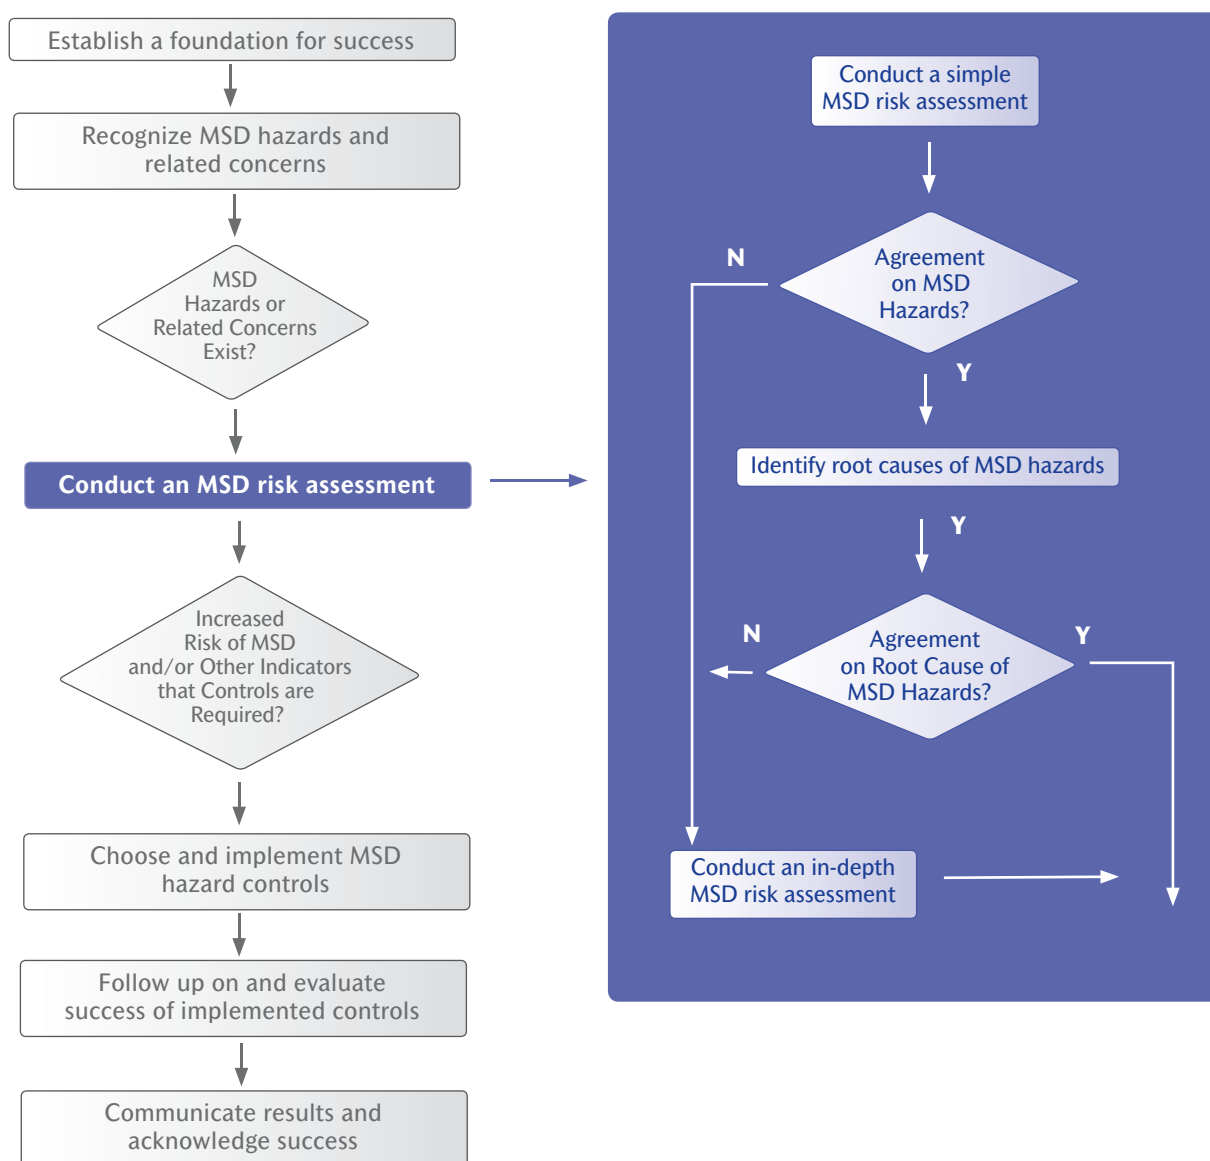 Establish a foundation for success
Recognize MSD hazards and
related concerns
MSD
Hazards or
Related Concerns
Exist?
Conduct an MSD risk assessment
Increased
Risk of MSD
and/or Other Indicators
that Controls are
Required?
Choose and implement MSD
hazard controls
Follow up on and evaluate
success of implemented controls
Communicate results and
acknowledge success
Conduct a simple
MSD risk assessment
N
Agreement
on MSD
Hazards?
Y
Identify root causes of MSD hazards
Y
N
Agreement
on Root Cause of
MSD Hazards?
Y
Conduct an in-depth
MSD risk assessment